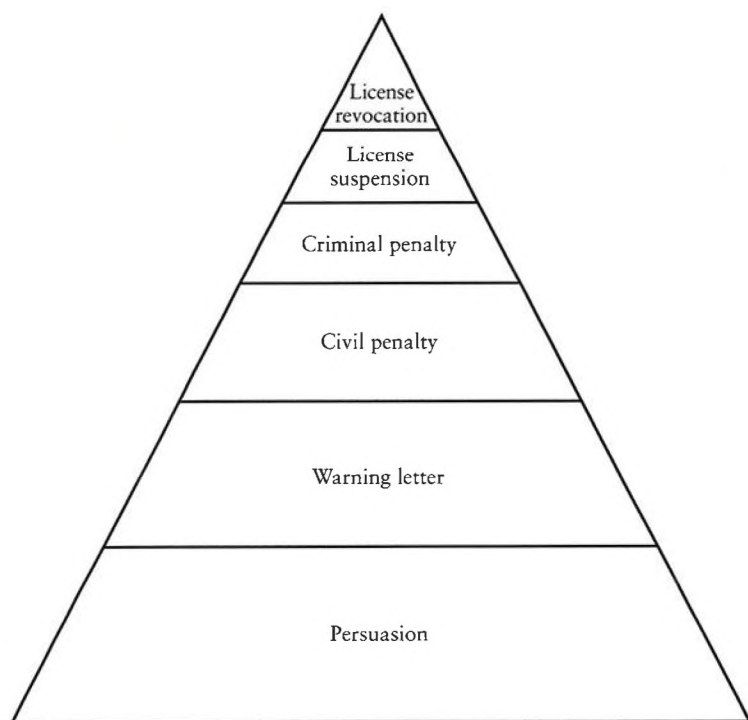 License
revocation
License
suspension
Criminal penalty
Civil penalty
Warning letter
Persuasion